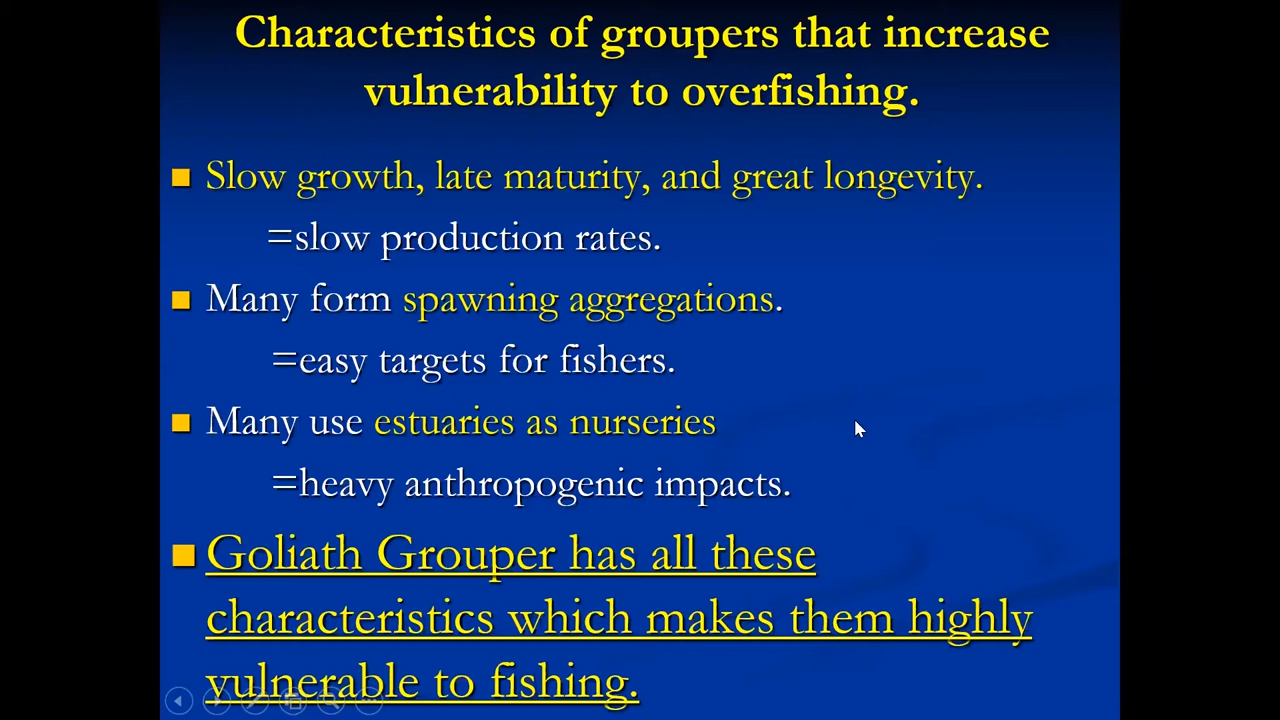 Characteristics of groupers that increase
vulnerability to overfishing.
Slow growth, late maturity, and great longevity.
=slow production rates.
Many form spawning aggregations.
=easy targets for fishers.
Many use estuaries as nurseries
=heavy anthropogenic impacts.
Goliath Grouper has all these
characteristics which makes them highly
vulnerable to fishing.